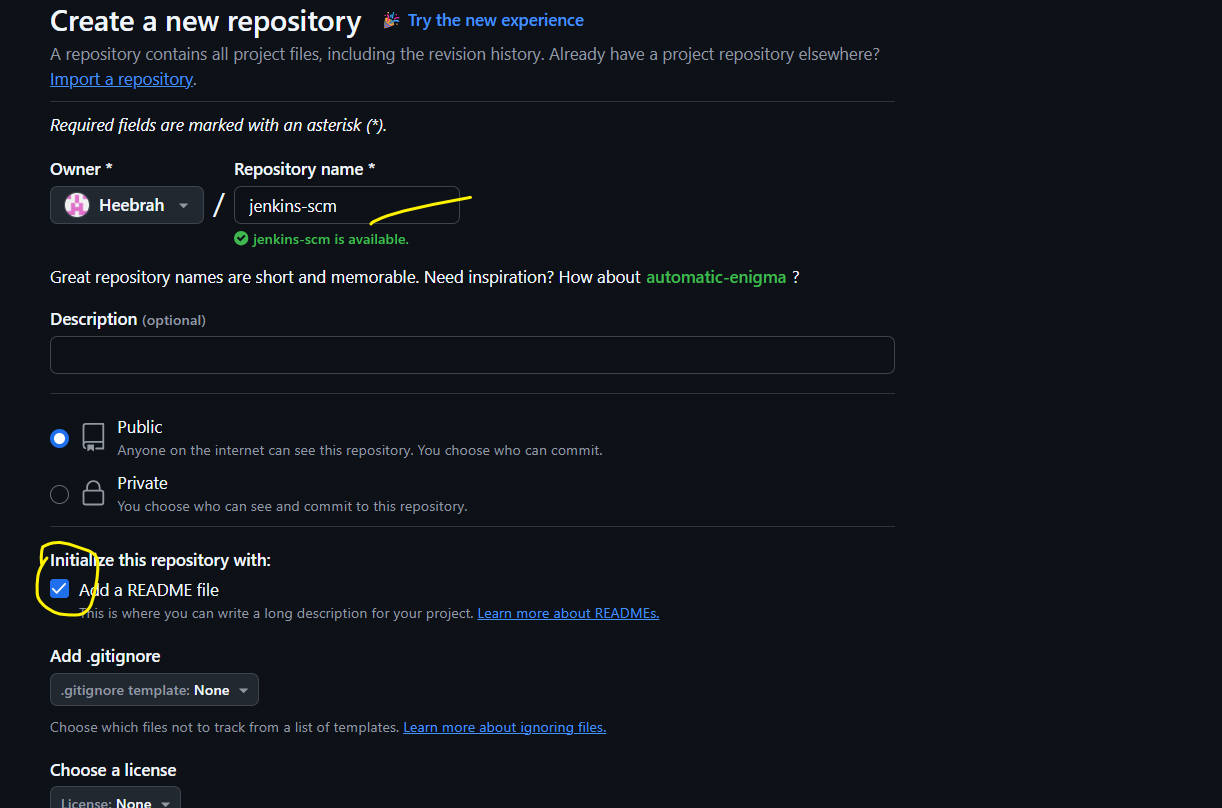 Create a new repository Try the new experience
A repository contains all project files, including the revision history. Already have a project repository elsewhere?
Import a repository.
Required fields are marked with an asterisk (*).
Owner * Repository name *
Heebrah / jenkins-scm
jenkins-scm is available.
Great repository names are short and memorable. Need inspiration? How about automatic-enigma ?
Description (optional)
Public
Anyone on the internet can see this repository. You choose who can commit.
Private
You choose who can see and commit to this repository.
Initialize this repository with:
Add a README file
This is where you can write a long description for your project. Learn more about READMEs.
Add .gitignore
.gitignore template: None
Choose which files not to track from a list of templates. Learn more about ignoring files.
Choose a license
License: None